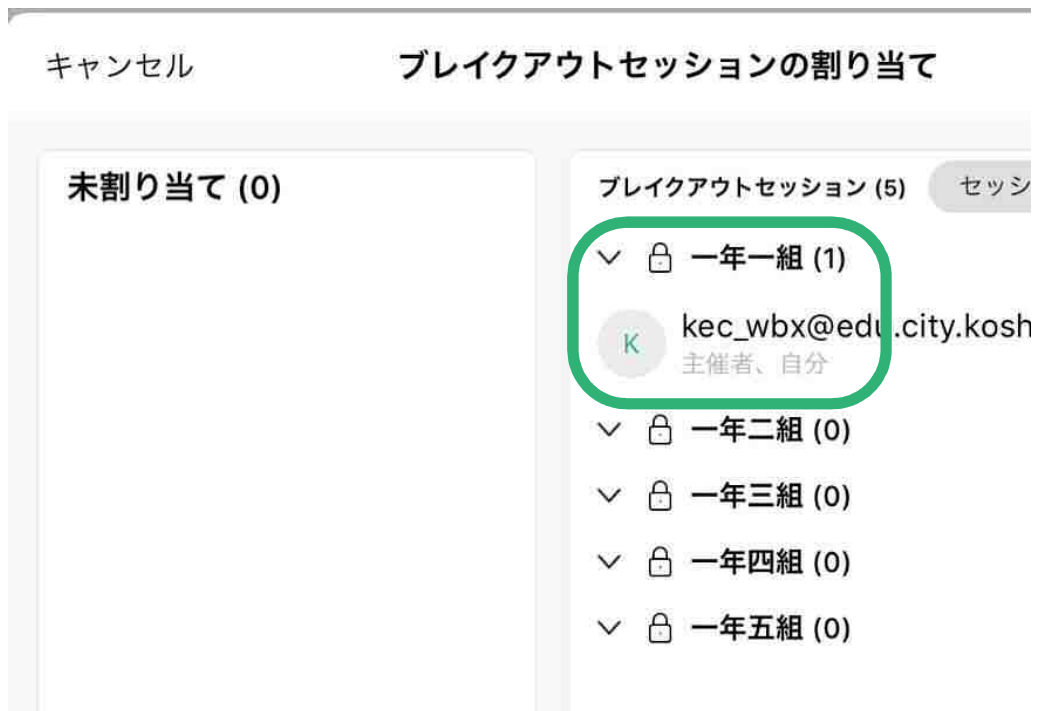 キャンセル
ブレイクアウトセッションの割り当て
未割り当て (0)
ブレイクアウトセッション (5)
セッシ
一年一組 (1)
K
kec_wbx@edu.city.kosh
主催者、自分
一年二組 (0)
一年三組 (0)
一年四組 (0)
一年五組 (0)